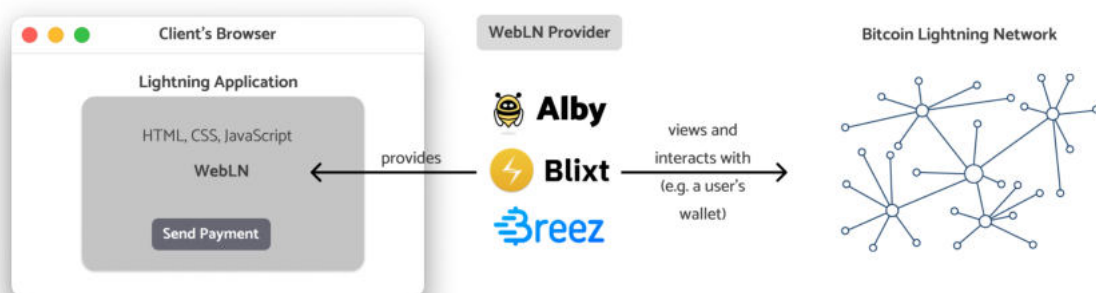 Client's Browser
Lightning Application
HTML, CSS, JavaScript
WebLN
Send Payment
provides
WebLN Provider
Alby
Blixt
Breez
views and
interacts with
(e.g. a user's
wallet)
Bitcoin Lightning Network